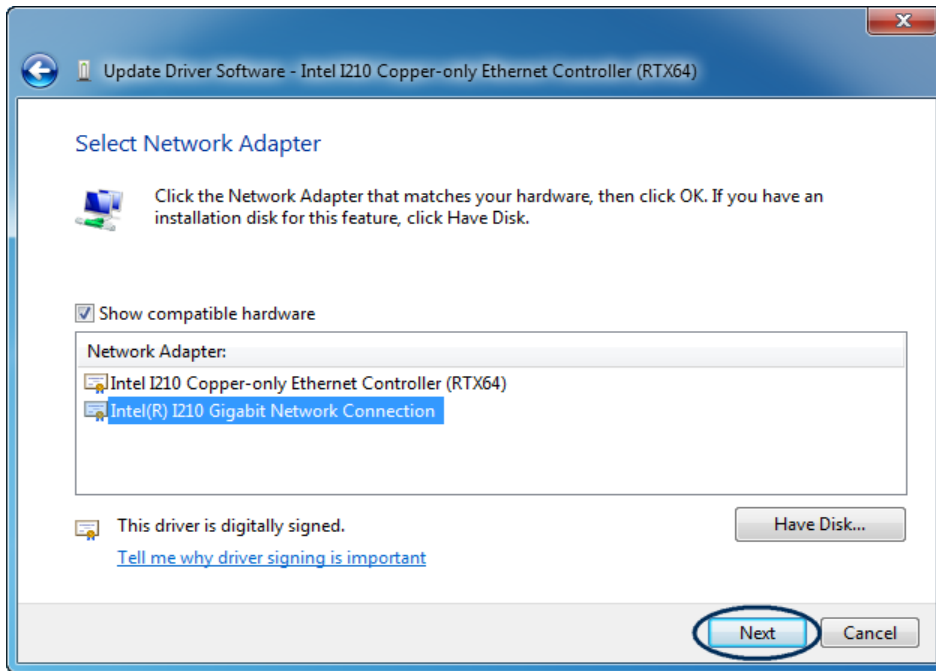 Update Driver Software - Intel I210 Copper-only Ethernet Controller (RTX64)
Select Network Adapter
Click the Network Adapter that matches your hardware, then click OK. If you have an
installation disk for this feature, click Have Disk.
Show compatible hardware
Network Adapter:
Intel I210 Copper-only Ethernet Controller (RTX64)
Intel(R) I210 Gigabit Network Connection
This driver is digitally signed.
Have Disk...
Tell me why driver signing is important
Next
Cancel